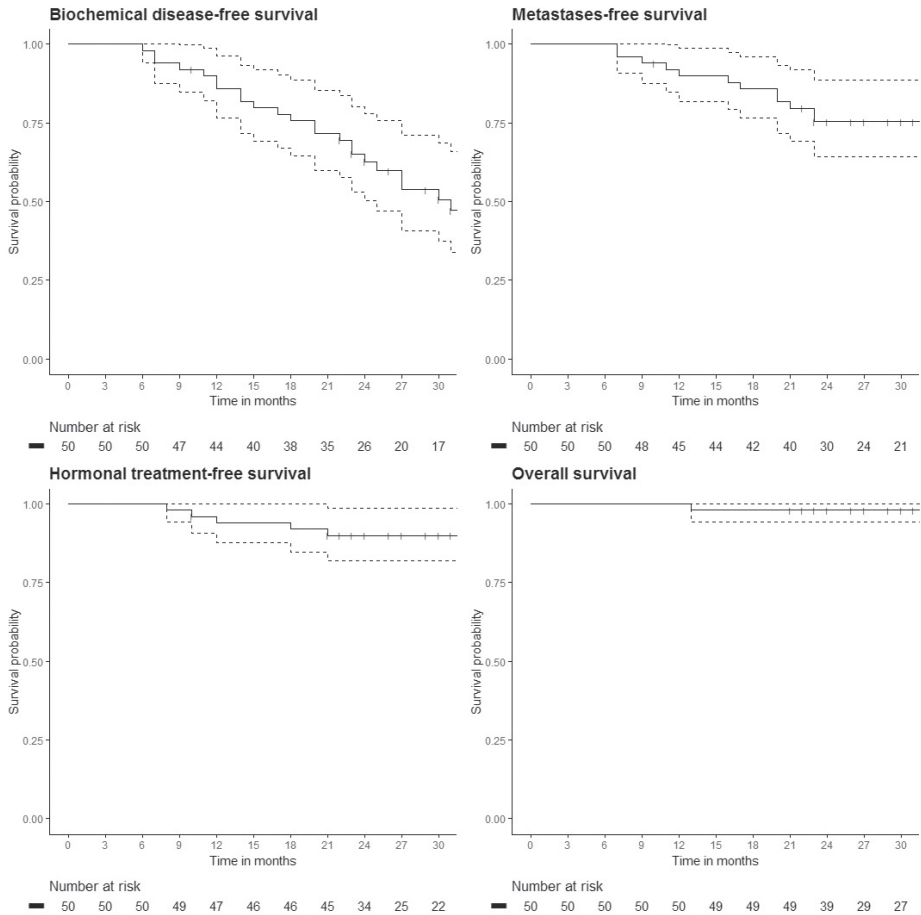 Biochemical disease-free survival
1.00
0.75
0.50
0.25
0.00
Survival probability
0 3 6 9 12 15 18 21 24 27 30
Time in months
Number at risk
50 50 50 47 44 40 38 35 26 20 17
Metastases-free survival
1.00
0.75
0.50
0.25
0.00
Survival probability
0 3 6 9 12 15 18 21 24 27 30
Time in months
Number at risk
50 50 50 48 45 44 42 40 30 24 21
Hormonal treatment-free survival
1.00
0.75
0.50
0.25
0.00
Survival probability
0 3 6 9 12 15 18 21 24 27 30
Time in months
Number at risk
50 50 50 49 47 46 46 45 34 25 22
Overall survival
1.00
0.75
0.50
0.25
0.00
Survival probability
0 3 6 9 12 15 18 21 24 27 30
Time in months
Number at risk
50 50 50 50 50 49 49 49 39 29 27